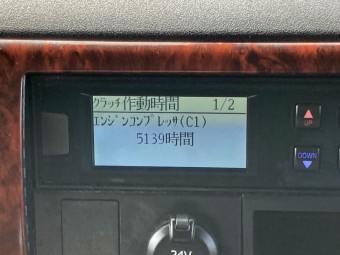 クラッチ作動時間 1/2
エンジンコンプレッサ(C1)
5139時間
UP
DOWN
24V